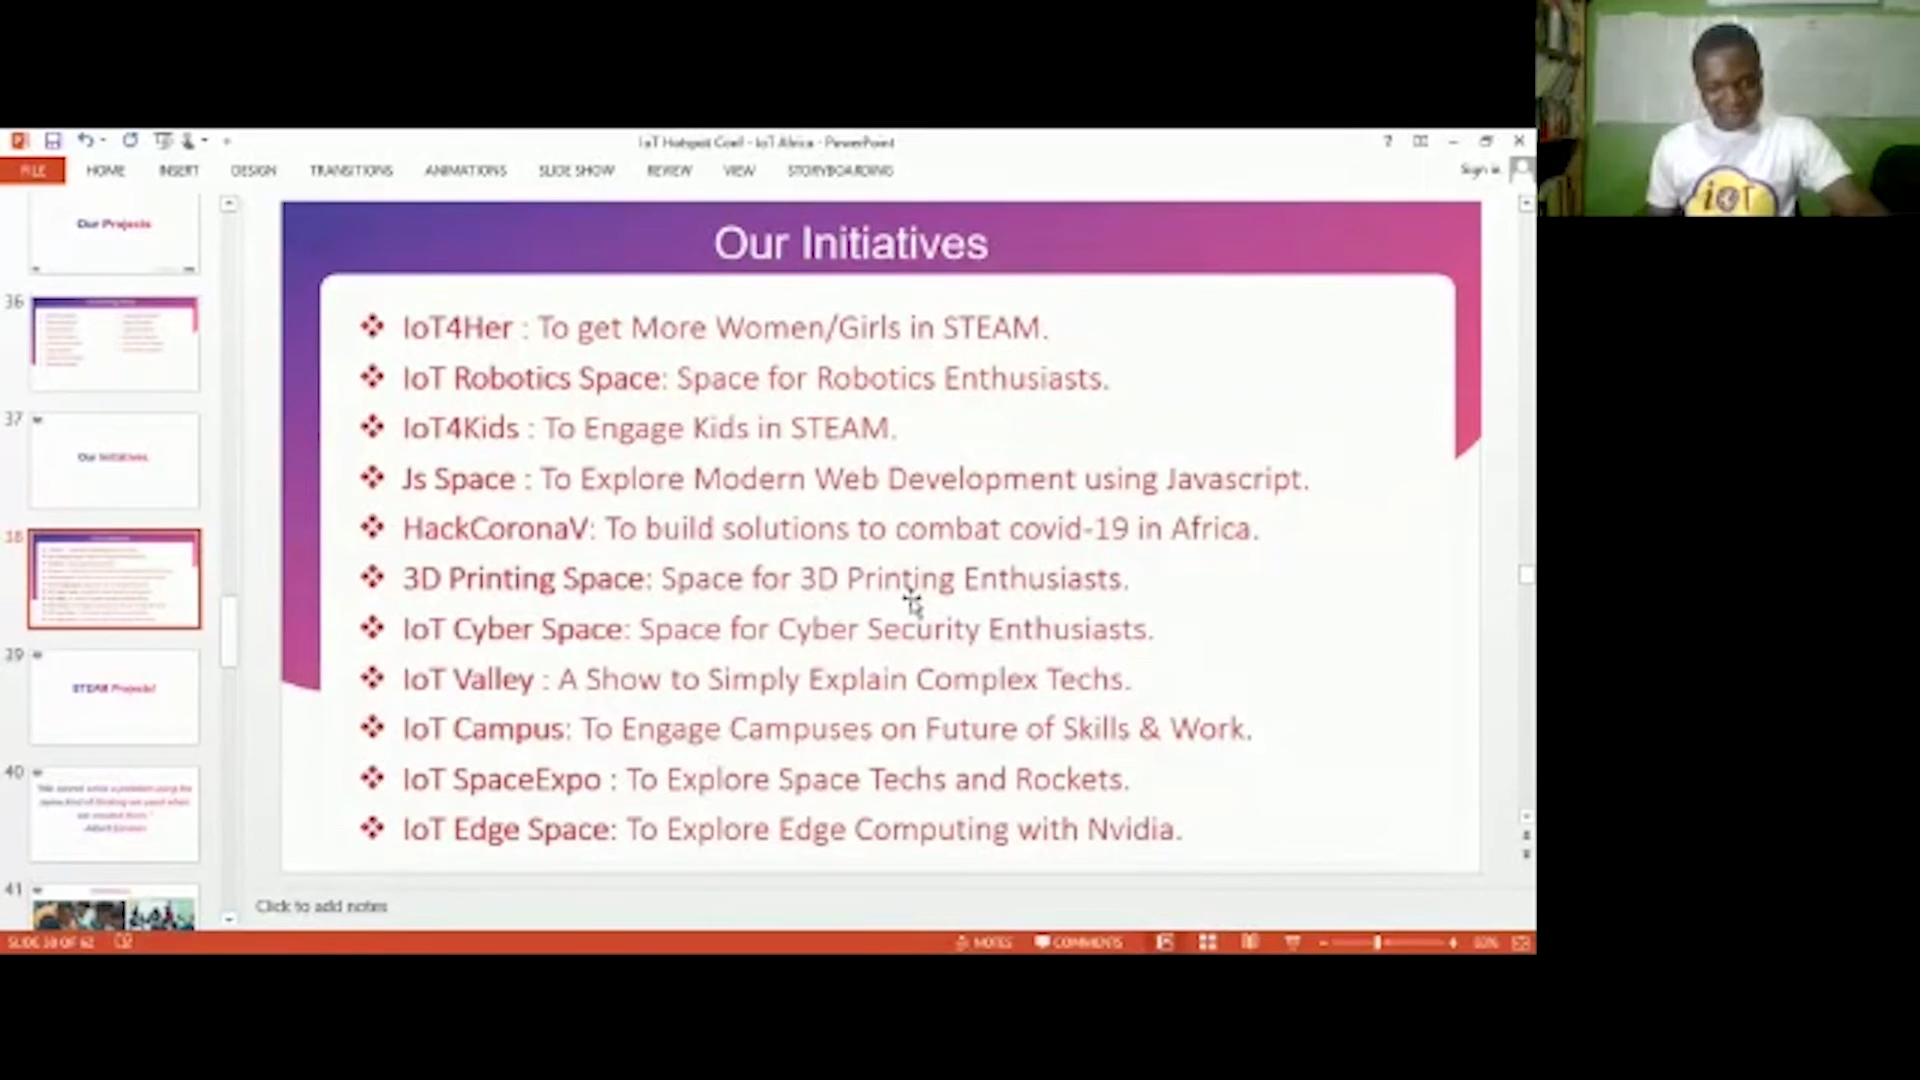 IoT Hotspot Conf - IoT Africa - PowerPoint
FILE HOME INSERT DESIGN TRANSITIONS ANIMATIONS SLIDE SHOW REVIEW VIEW STORYBOARDING
Sign in
iOT
Our Projects
36
37
Our Initiatives
38
39
STEAM Projects!
40
41
Our Initiatives
IoT4Her : To get More Women/Girls in STEAM.
IoT Robotics Space: Space for Robotics Enthusiasts.
IoT4Kids : To Engage Kids in STEAM.
Js Space : To Explore Modern Web Development using Javascript.
HackCoronaV: To build solutions to combat covid-19 in Africa.
3D Printing Space: Space for 3D Printing Enthusiasts.
IoT Cyber Space: Space for Cyber Security Enthusiasts.
IoT Valley : A Show to Simply Explain Complex Techs.
IoT Campus: To Engage Campuses on Future of Skills & Work.
IoT SpaceExpo : To Explore Space Techs and Rockets.
IoT Edge Space: To Explore Edge Computing with Nvidia.
Click to add notes
SLIDE 38 OF 62
NOTES COMMENTS